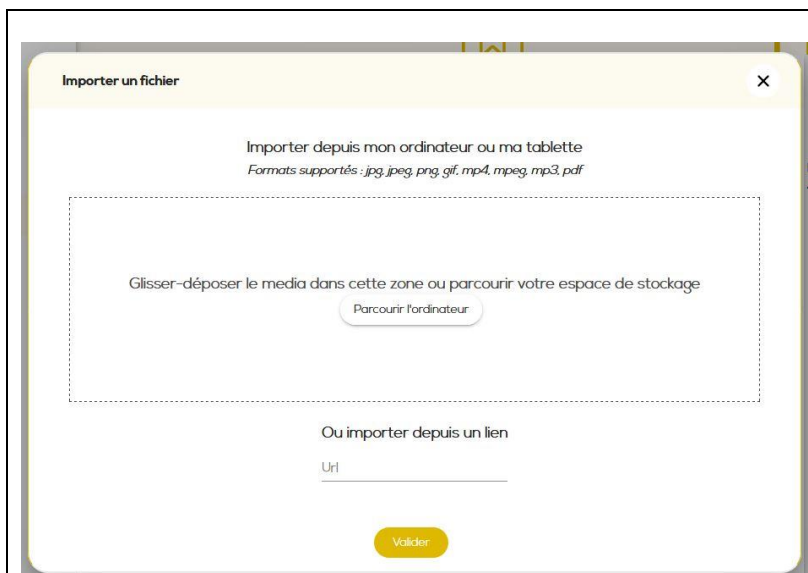 Importer un fichier
Importer depuis mon ordinateur ou ma tablette
Formats supportés : jpg, jpeg, png, gif, mp4, mpeg, mp3, pdf
Glisser-déposer le media dans cette zone ou parcourir votre espace de stockage
Parcourir l'ordinateur
Ou importer depuis un lien
Url
Valider